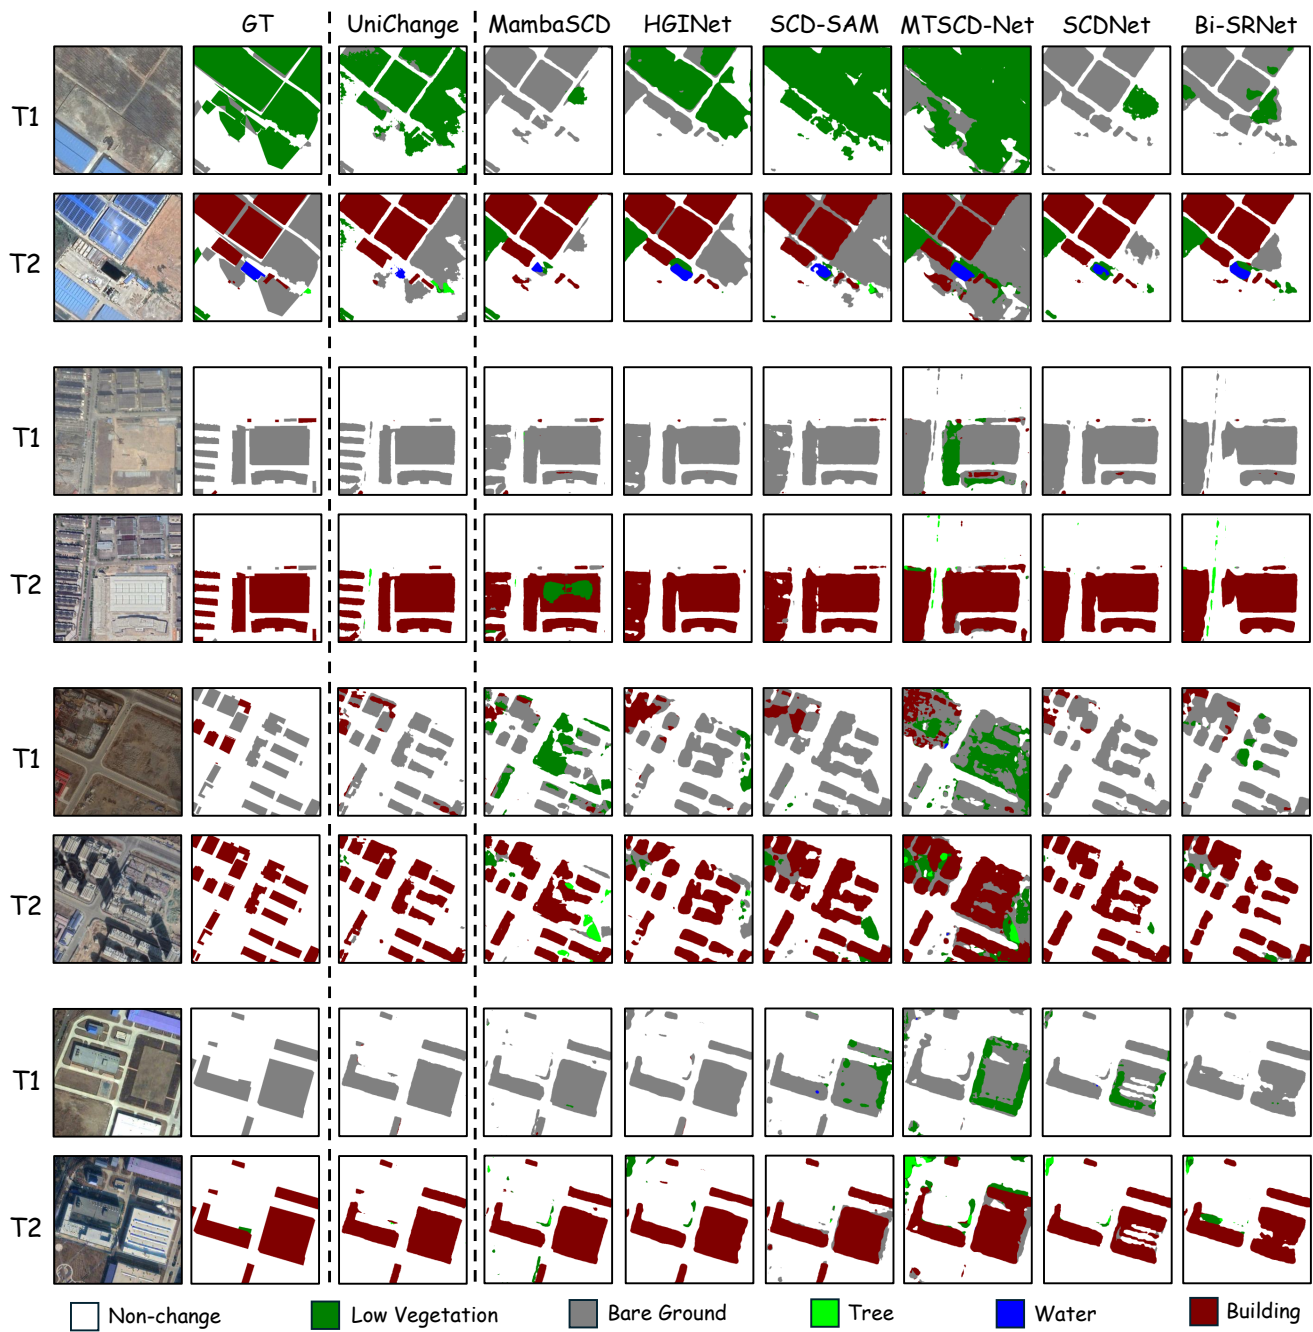 GT UniChange MambaSCD HGINet SCD-SAM MTSCD-Net SCDNet Bi-SRNet
T1
T2
T1
T2
T1
T2
T1
T2
Non-change Low Vegetation Bare Ground Tree Water Building